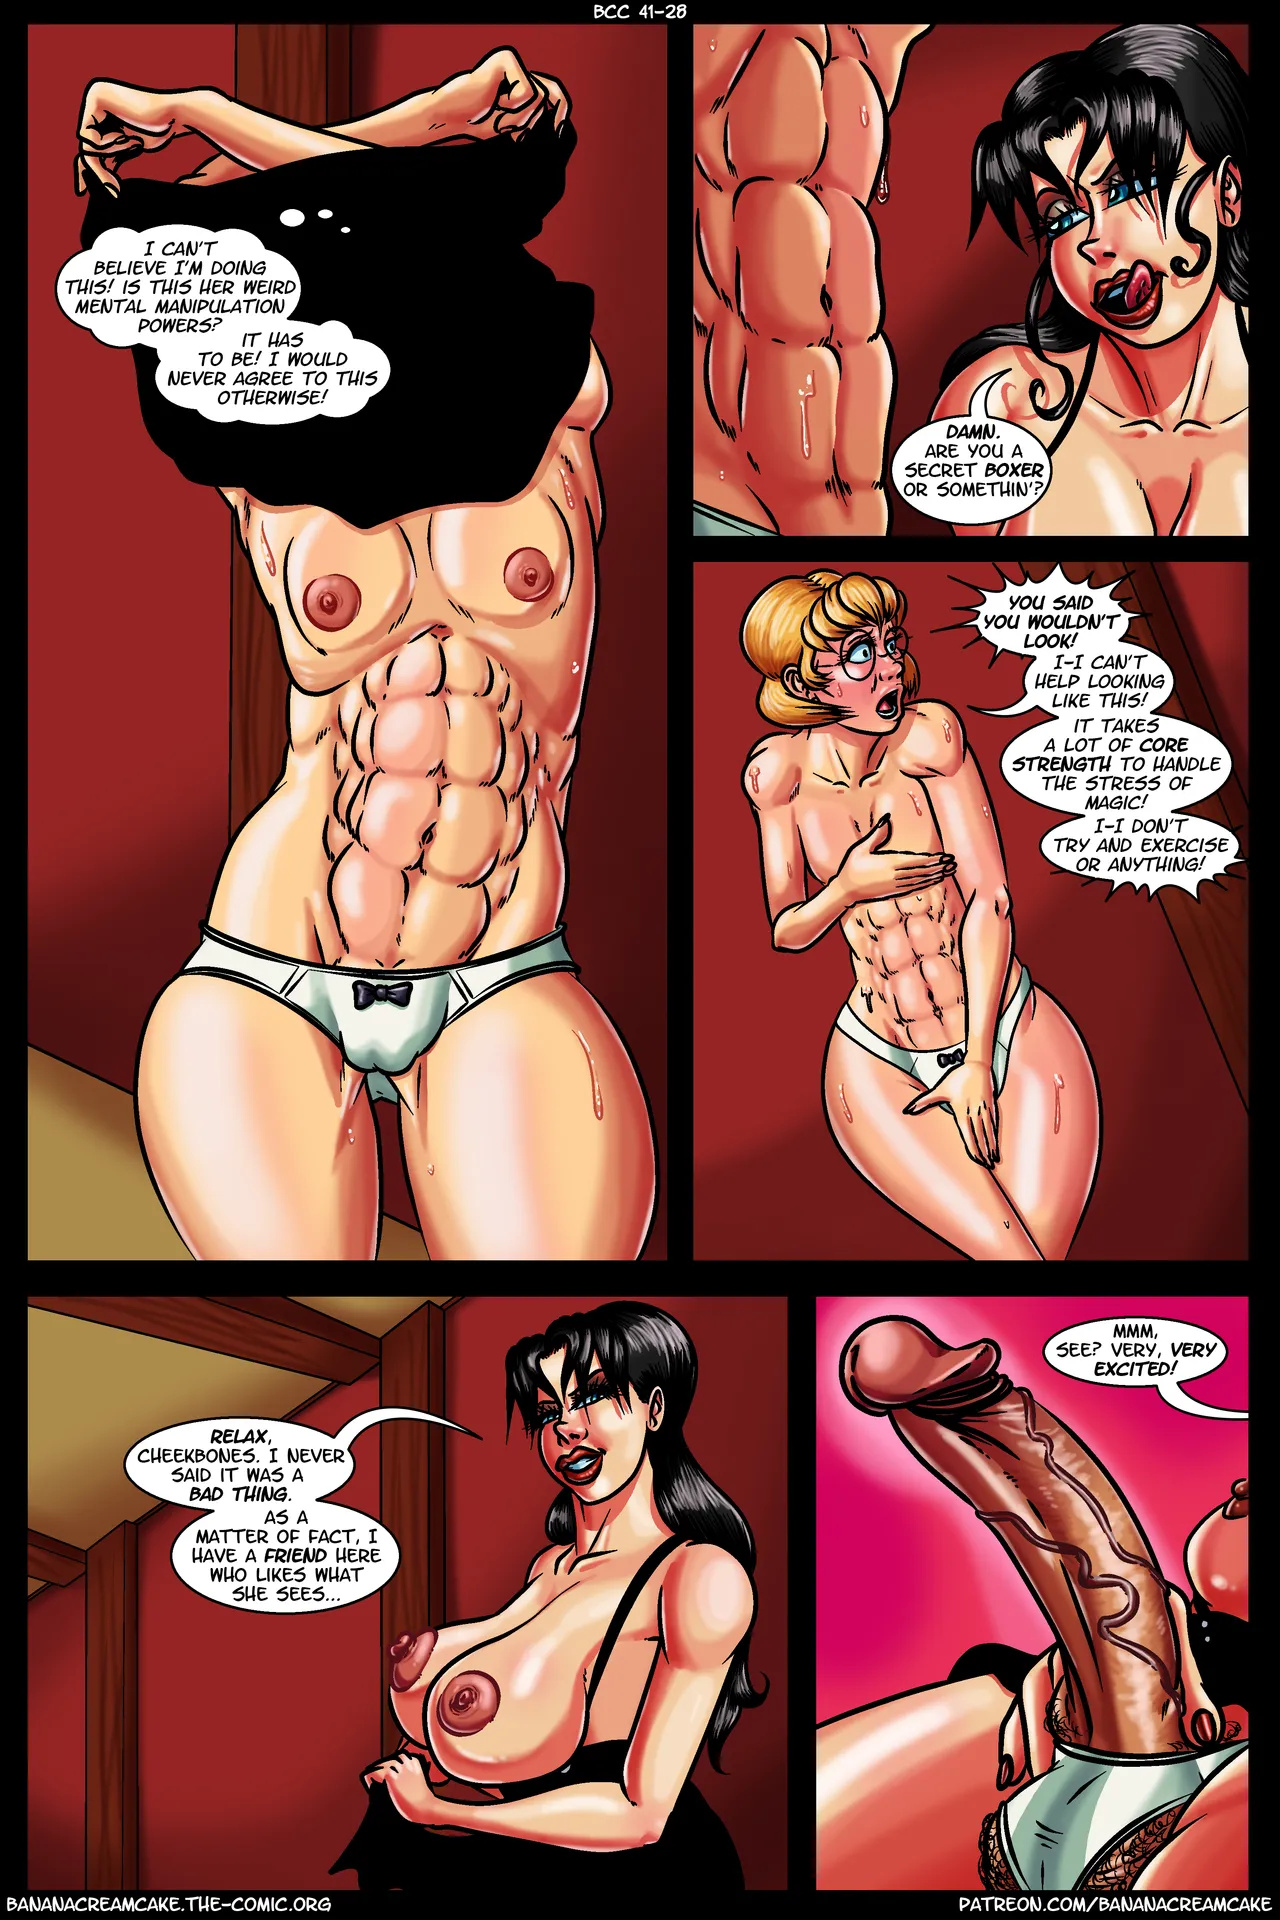 BCC 41-28
I CAN'T
BELIEVE I'M DOING
THIS! IS THIS HER WEIRD
MENTAL MANIPULATION
POWERS?
IT HAS
TO BE! I WOULD
NEVER AGREE TO THIS
OTHERWISE!
DAMN.
ARE YOU A
SECRET BOXER
OR SOMETHIN'?
YOU SAID
YOU WOULDN'T
LOOK!
I-I CAN'T
HELP LOOKING
LIKE THIS!
IT TAKES
A LOT OF CORE
STRENGTH TO HANDLE
THE STRESS OF
MAGIC!
I-I DON'T
TRY AND EXERCISE
OR ANYTHING!
RELAX,
CHEEKBONES. I NEVER
SAID IT WAS A
BAD THING.
AS A
MATTER OF FACT, I
HAVE A FRIEND HERE
WHO LIKES WHAT
SHE SEES...
MMM,
SEE? VERY, VERY
EXCITED!
BANANACREAMCAKE.THE-COMIC.ORG
PATREON.COM/BANANACREAMCAKE